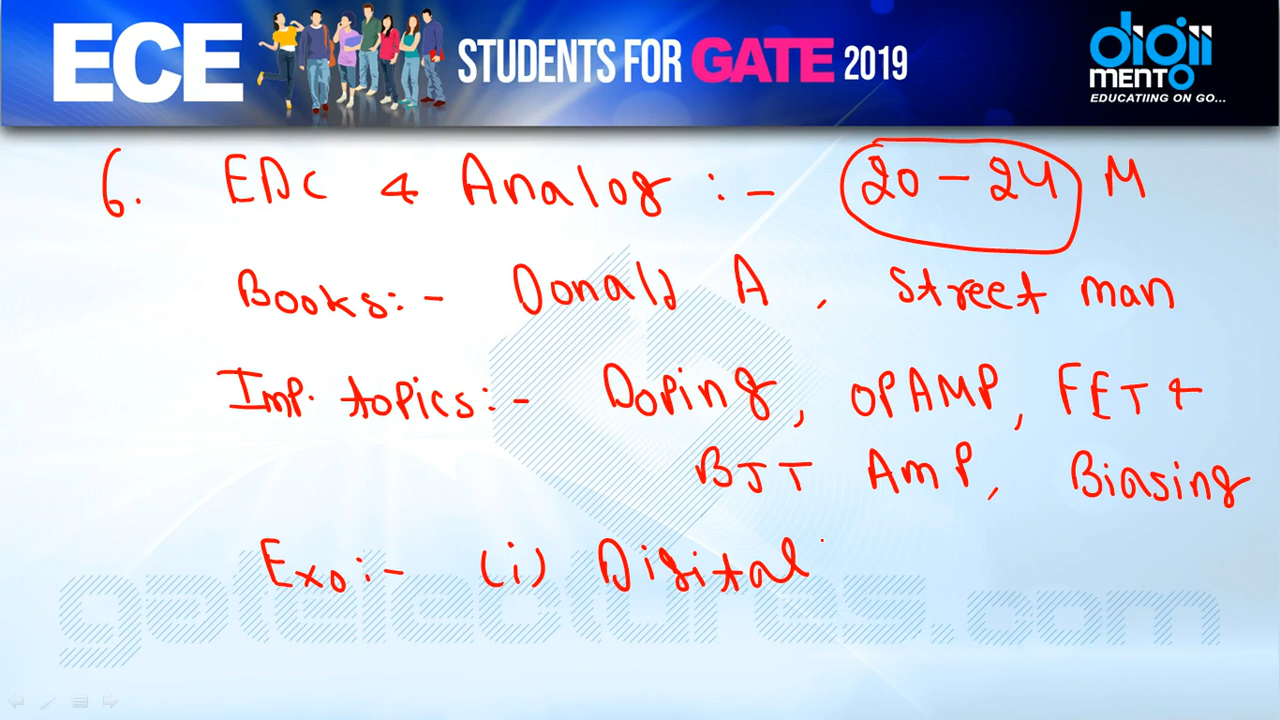 ECE STUDENTS FOR GATE 2019
digii
MENTO
EDUCATIING ON GO...
6. EDC & Analog :- 20 - 24 M
Books:- Donald A, Street man
Imp. topics:- Doping, OPAMP, FET &
BJT AMP, Biasing
Exo:- (i) Digital
gatelectures.com